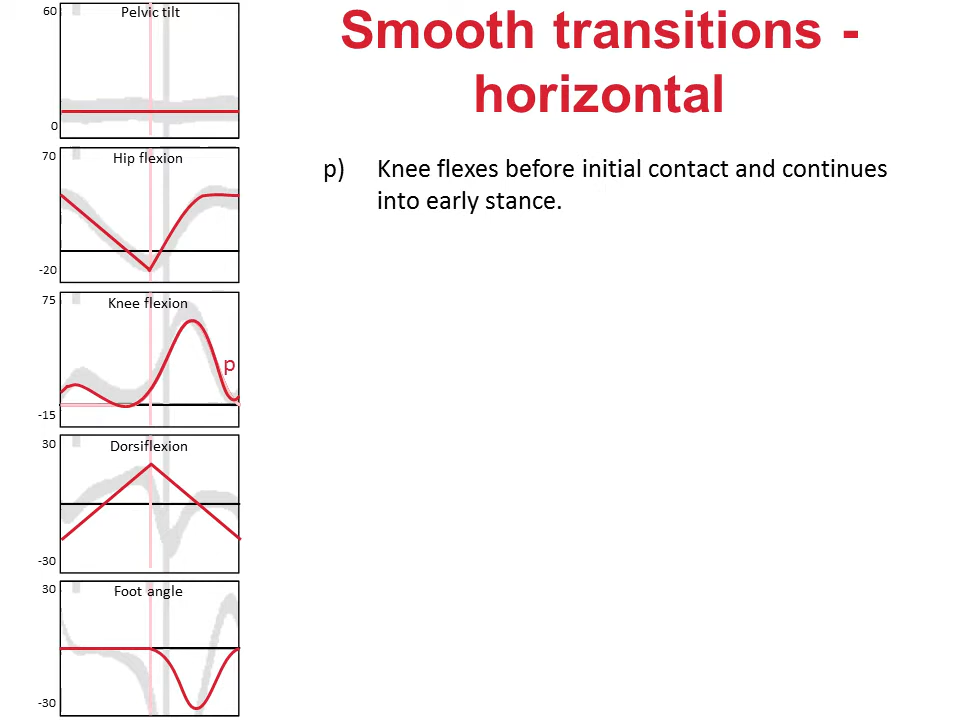 Smooth transitions -
horizontal
p) Knee flexes before initial contact and continues
into early stance.
60
Pelvic tilt
0
70
Hip flexion
-20
75
Knee flexion
p
-15
30
Dorsiflexion
-30
30
Foot angle
-30